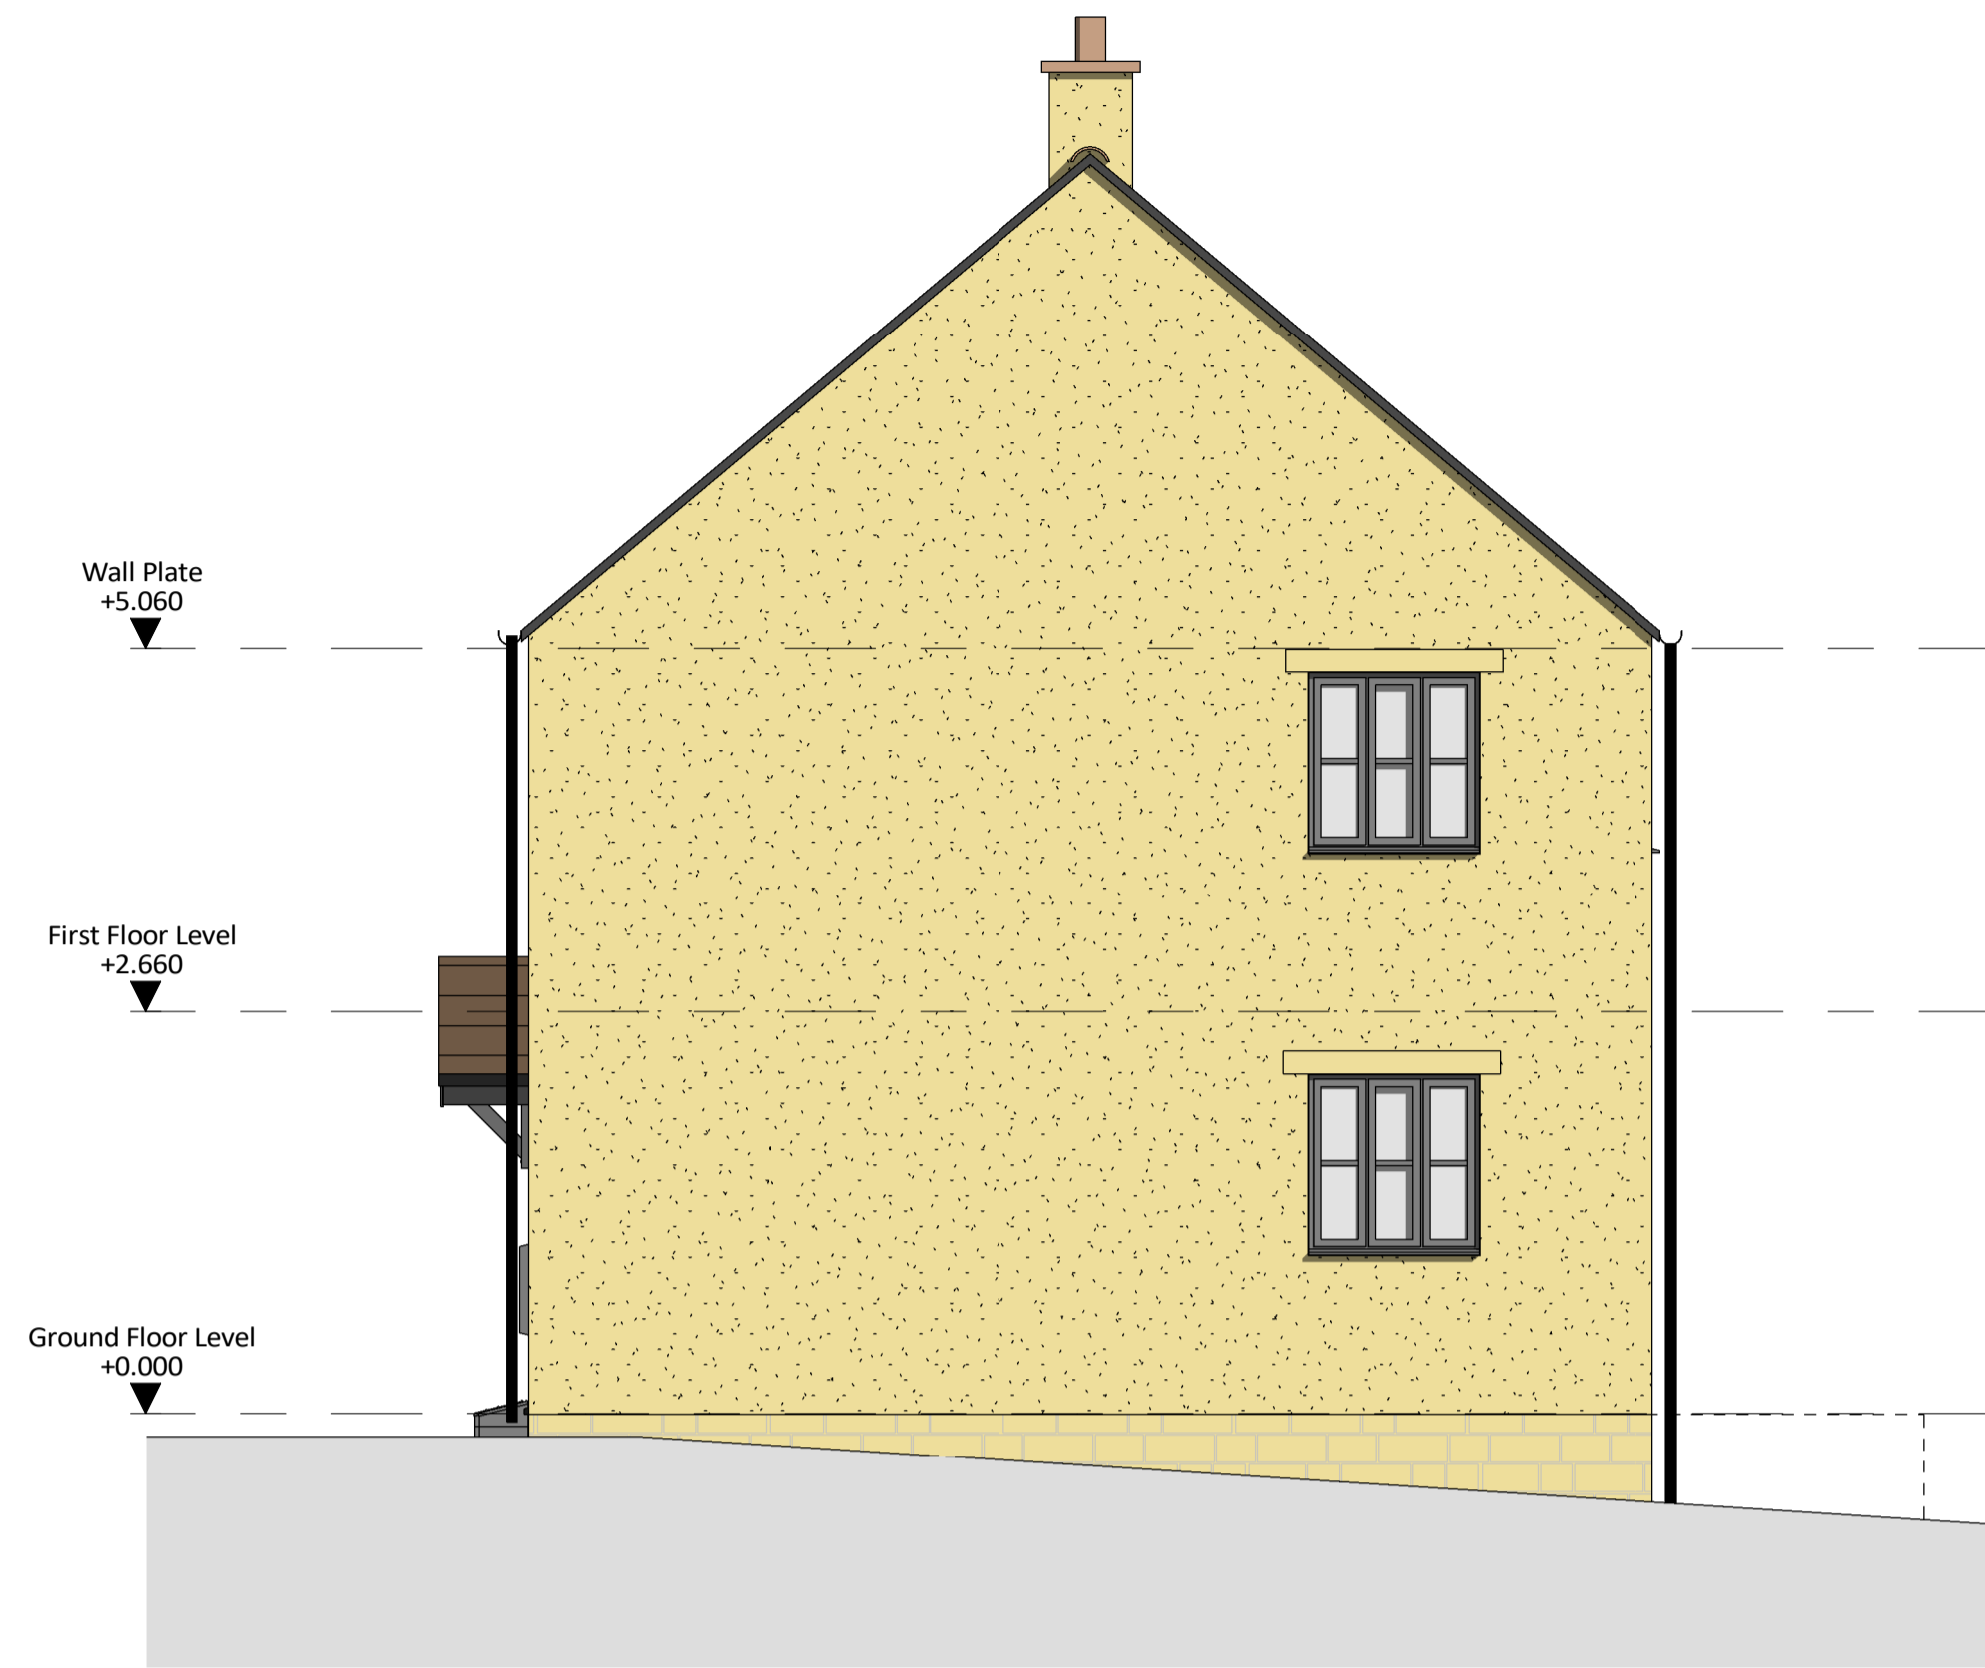 Wall Plate
+5.060
First Floor Level
+2.660
Ground Floor Level
+0.000